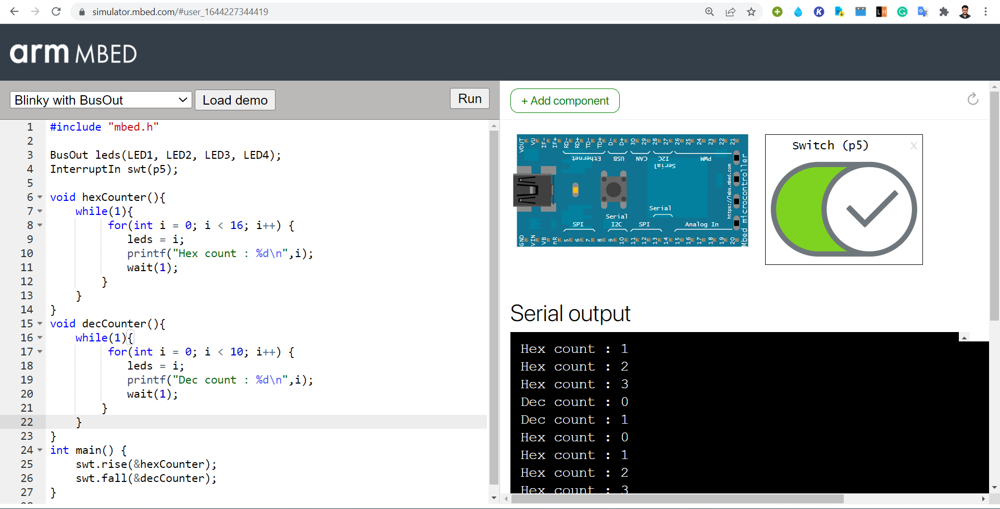 simulator.mbed.com/#user_1644227344419
arm MBED
Blinky with BusOut
Load demo
Run
+ Add component
1 #include "mbed.h"
2
3 BusOut leds(LED1, LED2, LED3, LED4);
4 InterruptIn swt(p5);
5
6 void hexCounter(){
7 while(1){
8 for(int i = 0; i < 16; i++) {
9 leds = i;
10 printf("Hex count : %d\n",i);
11 wait(1);
12 }
13 }
14 }
15 void decCounter(){
16 while(1){
17 for(int i = 0; i < 10; i++) {
18 leds = i;
19 printf("Dec count : %d\n",i);
20 wait(1);
21 }
22 }
23 }
24 int main() {
25 swt.rise(&hexCounter);
26 swt.fall(&decCounter);
27 }
VOUT VU IF- IF+ RD- RD+ TD- TD+ D- D+ 30 29 28 27 26 25 24 23 22 21
Ethernet USB CAN I2C PWM
Serial
Serial
Serial
SPI I2C SPI Analog In
GND VIN VB nR 5 6 7 8 9 10 11 12 13 14 15 16 17 18 19 20
https://labs.mbed.com
Mbed microcontroller
Switch (p5) x
Serial output
Hex count : 1
Hex count : 2
Hex count : 3
Dec count : 0
Dec count : 1
Hex count : 0
Hex count : 1
Hex count : 2
Hex count : 3